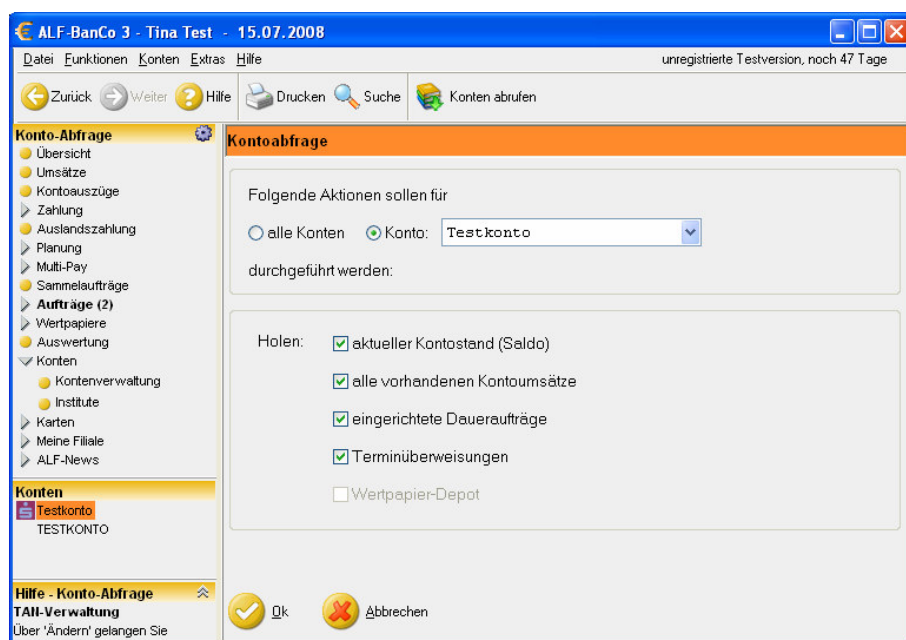 ALF-BanCo 3 - Tina Test - 15.07.2008
Datei Funktionen Konten Extras Hilfe
unregistrierte Testversion, noch 47 Tage
Zurück Weiter Hilfe Drucken Suche Konten abrufen
Konto-Abfrage
Übersicht
Umsätze
Kontoauszüge
Zahlung
Auslandszahlung
Planung
Multi-Pay
Sammelaufträge
Aufträge (2)
Wertpapiere
Auswertung
Konten
Kontenverwaltung
Institute
Karten
Meine Filiale
ALF-News
Konten
Testkonto
TESTKONTO
Hilfe - Konto-Abfrage
TAN-Verwaltung
Über 'Ändern' gelangen Sie
Kontoabfrage
Folgende Aktionen sollen für
alle Konten Konto: Testkonto
durchgeführt werden:
Holen: aktueller Kontostand (Saldo)
alle vorhandenen Kontoumsätze
eingerichtete Daueraufträge
Terminüberweisungen
Wertpapier-Depot
Ok Abbrechen